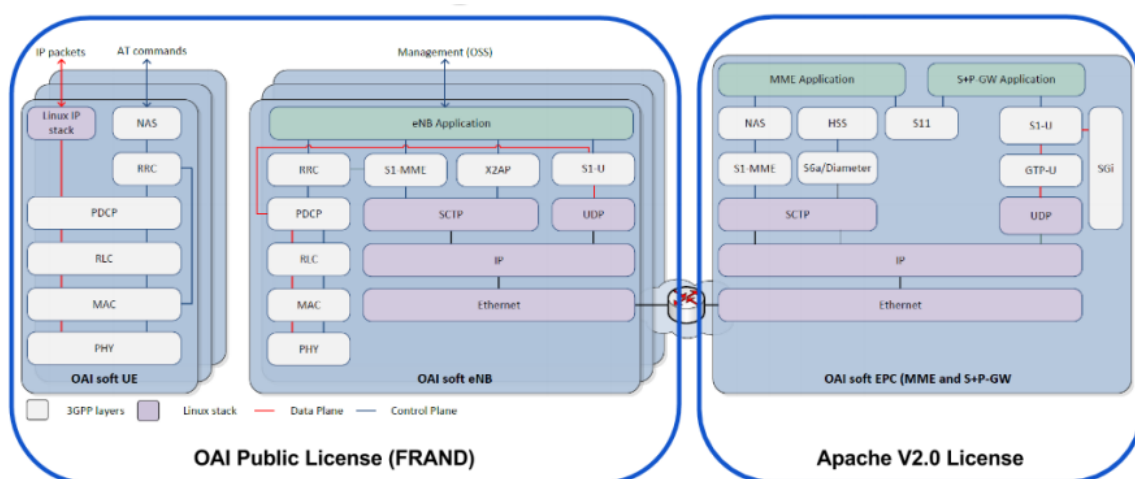 IP packets
AT commands
Management (OSS)
Linux IP
stack
NAS
RRC
PDCP
RLC
MAC
PHY
OAI soft UE
eNB Application
RRC
S1-MME
X2AP
S1-U
PDCP
SCTP
UDP
RLC
IP
MAC
Ethernet
PHY
OAI soft eNB
MME Application
S+P-GW Application
NAS
HSS
S11
S1-U
S1-MME
S6a/Diameter
GTP-U
SGi
SCTP
UDP
IP
Ethernet
OAI soft EPC (MME and S+P-GW
3GPP layers
Linux stack
Data Plane
Control Plane
OAI Public License (FRAND)
Apache V2.0 License